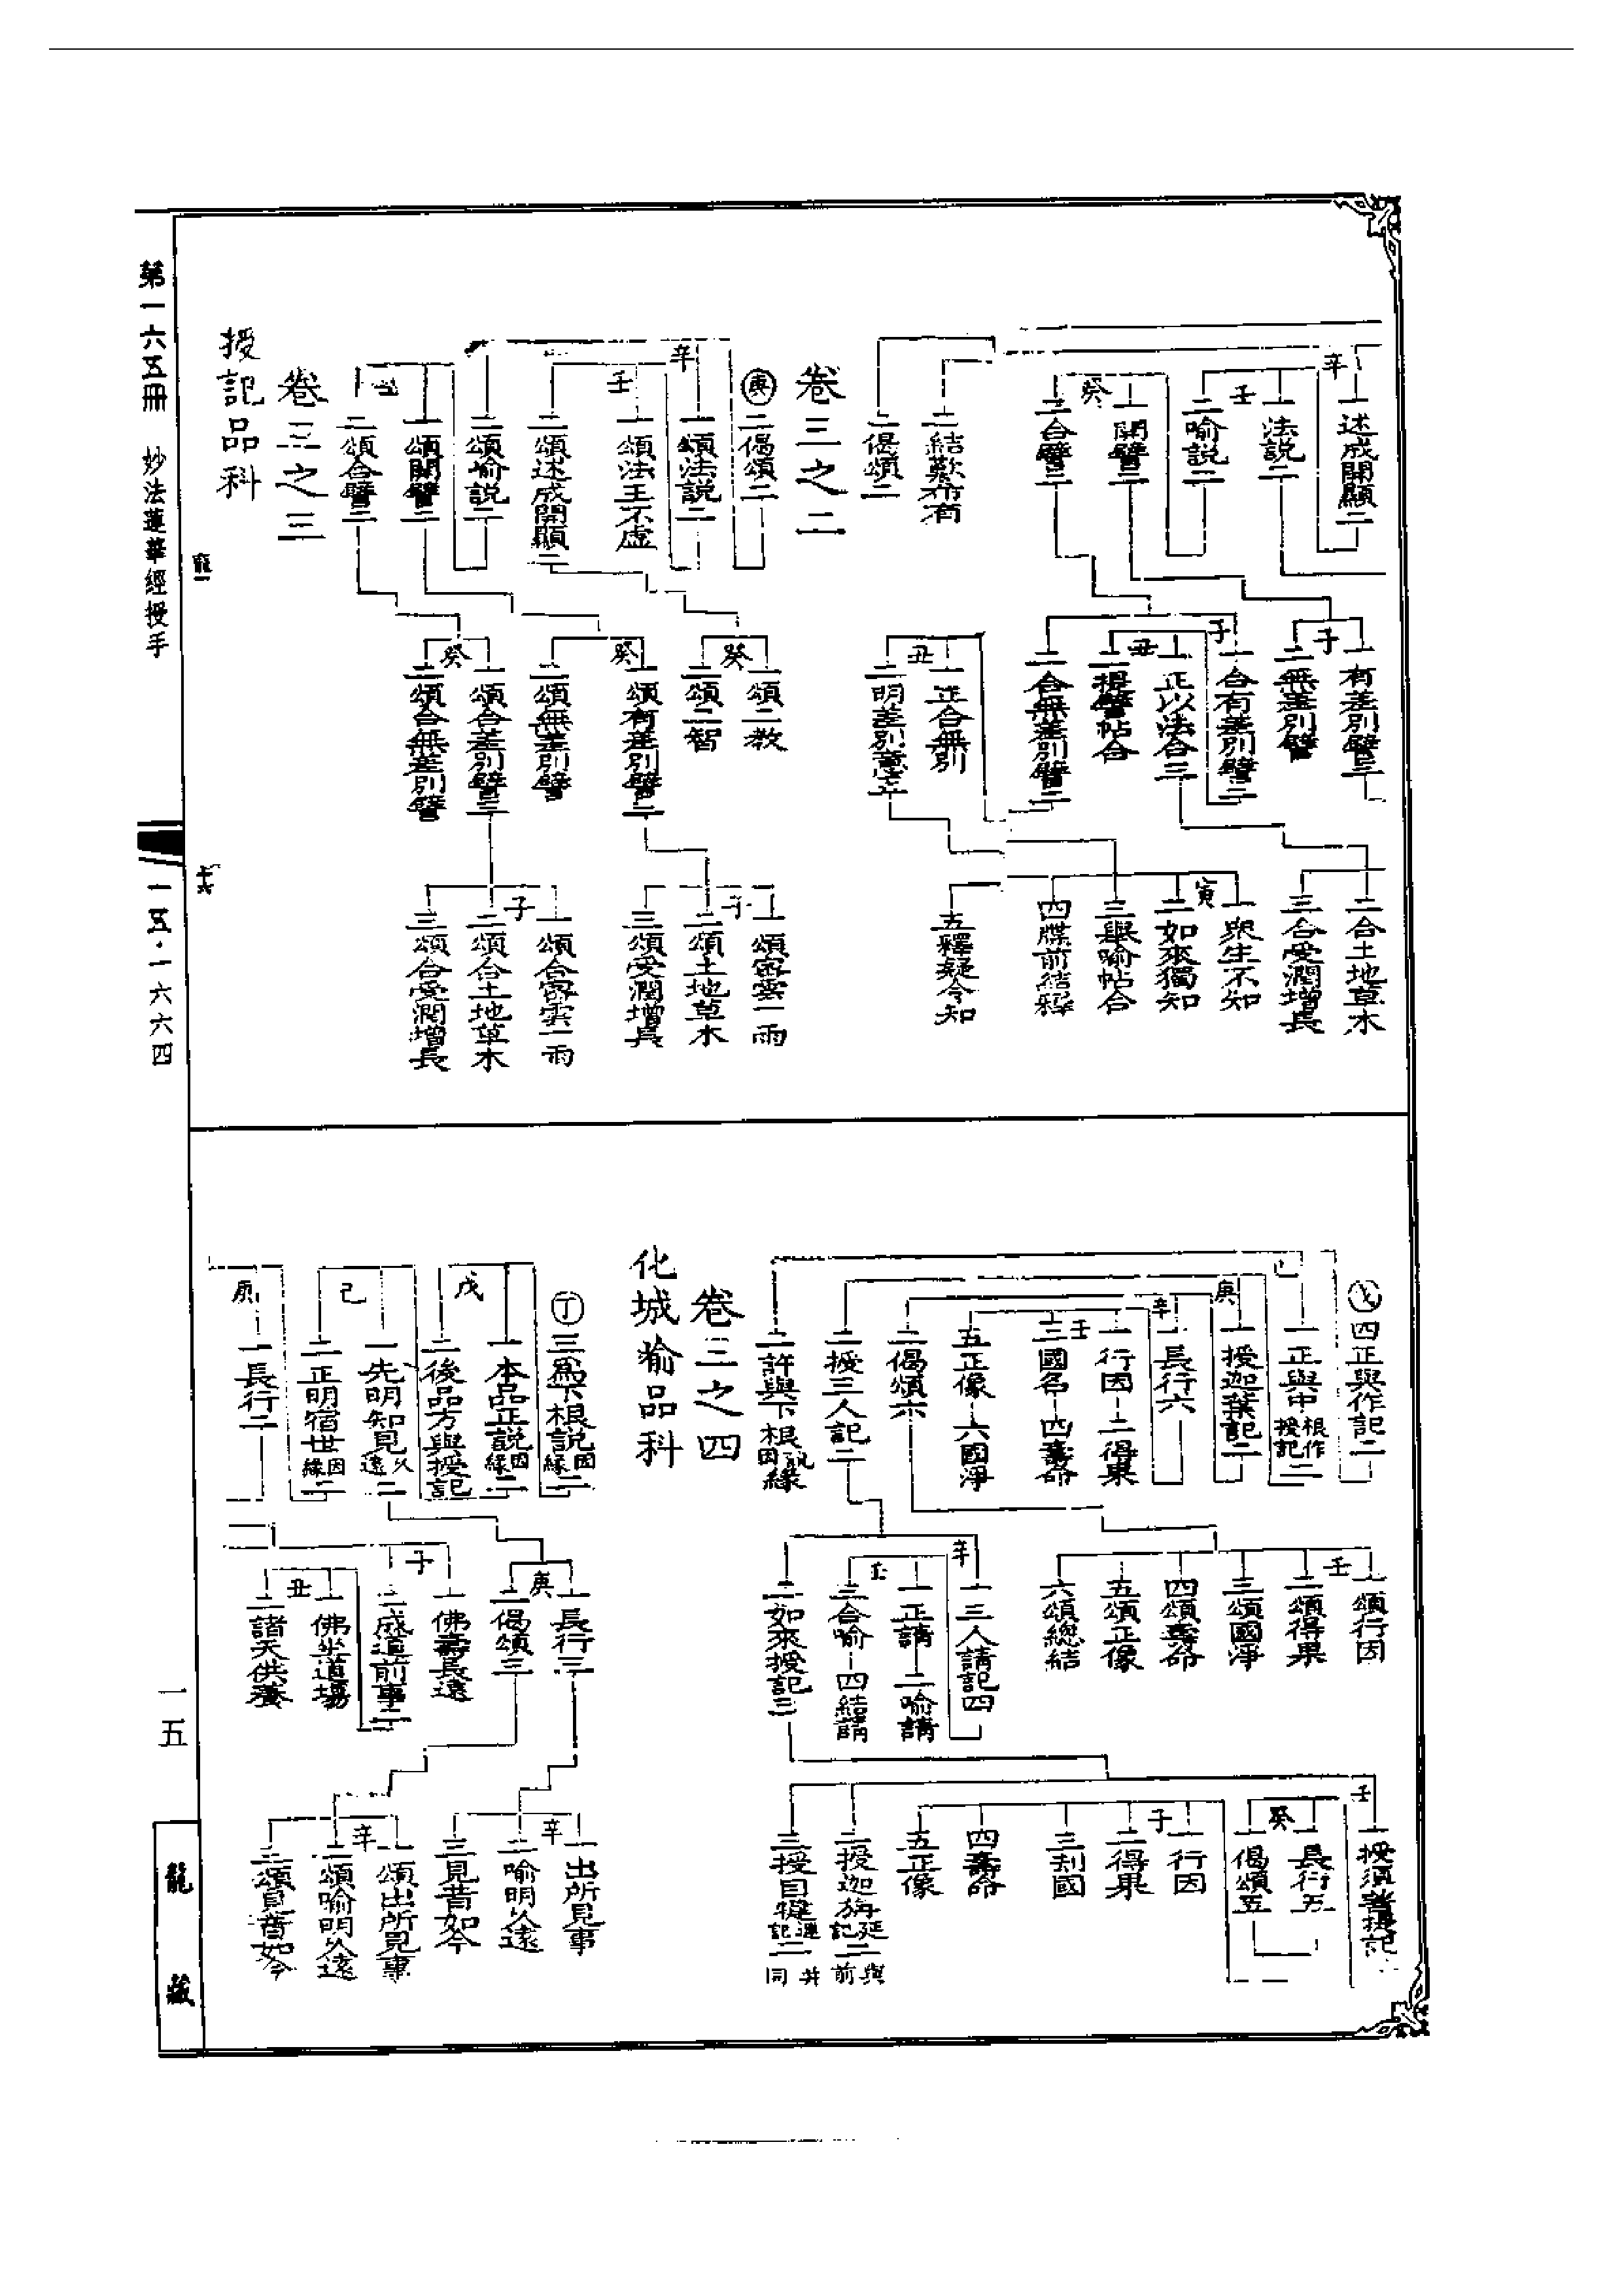 辛
一述成開顯二
一法説二
壬
二喻説二
一開譬二
癸
二合譬二
二結歎希有
二偈頌二
一有差別譬三
子
二無差別譬
一合有差別譬二
子
一正以法合三
丑
二提譬帖合
二合無差別譬二
一正合無別
丑
二明差別意五
二合土地草木
三合受潤增長
一衆生不知
寅
二如來獨知
三舉喻帖合
四牒前結釋
五釋疑令知
卷三之二
庚
二偈頌二
一頌法説二
辛
一頌法王不虛
壬
二頌述成開顯二
二頌喻説二
一頌開譬二
二頌合譬二
一頌二教
癸
二頌二智
一頌有差別譬三
癸
二頌無差別譬
一頌合差別譬三
癸
二頌合無差別譬
一頌密雲一雨
子
二頌土地草木
三頌受潤增長
一頌合密雲一雨
子
二頌合土地草木
三頌合受潤增長
卷三之三
授記品科
戊
四正與作記二
己
一正與中根作授記二
庚
一授迦葉記二
辛
一長行六
一行因 二得果
壬
三國名 四壽命
五正像 六國淨
二偈頌六
二授三人記二
二許與下根説因緣
一頌行因
壬
二頌得果
三頌國淨
四頌壽命
五頌正像
六頌總結
一三人請記四
辛
一正請 二喻請
壬
三合喻 四結請
二如來授記三
壬
一授須菩提記
一長行五
癸
二偈頌五
一行因
子
二得果
三刧國
四壽命
五正像
二授迦旃延記二與前
三授目犍連記二并同
卷三之四
化城喻品科
丁
三爲下根説因緣二
一本品正説因緣二
戊
二後品方與授記
一先明知見久遠二
己
二正明宿世因緣二
一長行二
庚
一長行三
庚
二偈頌三
一佛壽長遠
子
二成道前事二
一佛坐道場
丑
二諸天供養
一出所見事
辛
二喻明久遠
三見昔如今
一頌出所見事
辛
二頌喻明久遠
三頌見昔如今
第一六五冊 妙法蓮華經授手
十六
一五·一六六四
一五
龍藏